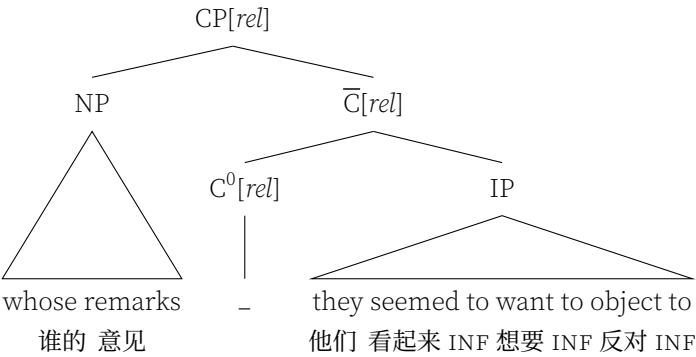 CP[rel]
NP C̅[rel]
C⁰[rel] IP
whose remarks – they seemed to want to object to
谁的 意见 他们 看起来 INF 想要 INF 反对 INF